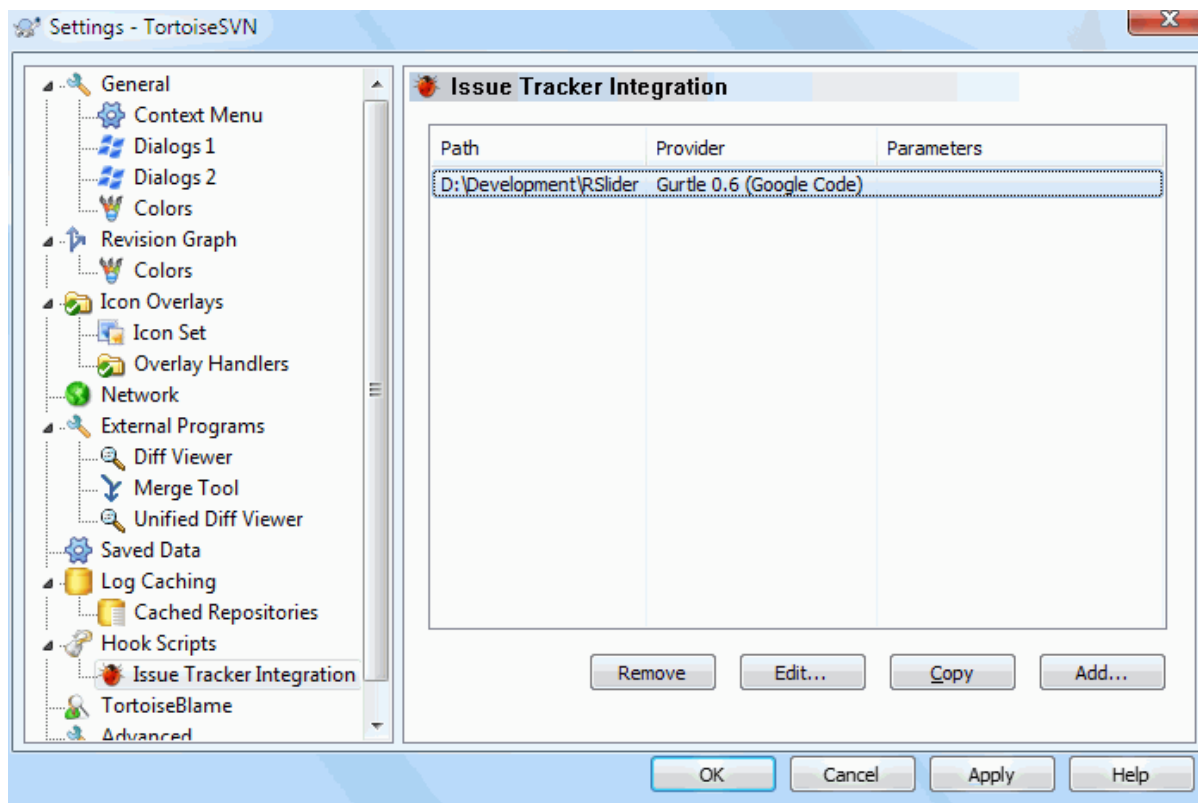 Settings - TortoiseSVN
General
Context Menu
Dialogs 1
Dialogs 2
Colors
Revision Graph
Colors
Icon Overlays
Icon Set
Overlay Handlers
Network
External Programs
Diff Viewer
Merge Tool
Unified Diff Viewer
Saved Data
Log Caching
Cached Repositories
Hook Scripts
Issue Tracker Integration
TortoiseBlame
Advanced
Issue Tracker Integration
Path Provider Parameters
D:\Development\RSlider Gurtle 0.6 (Google Code)
Remove Edit... Copy Add...
OK Cancel Apply Help